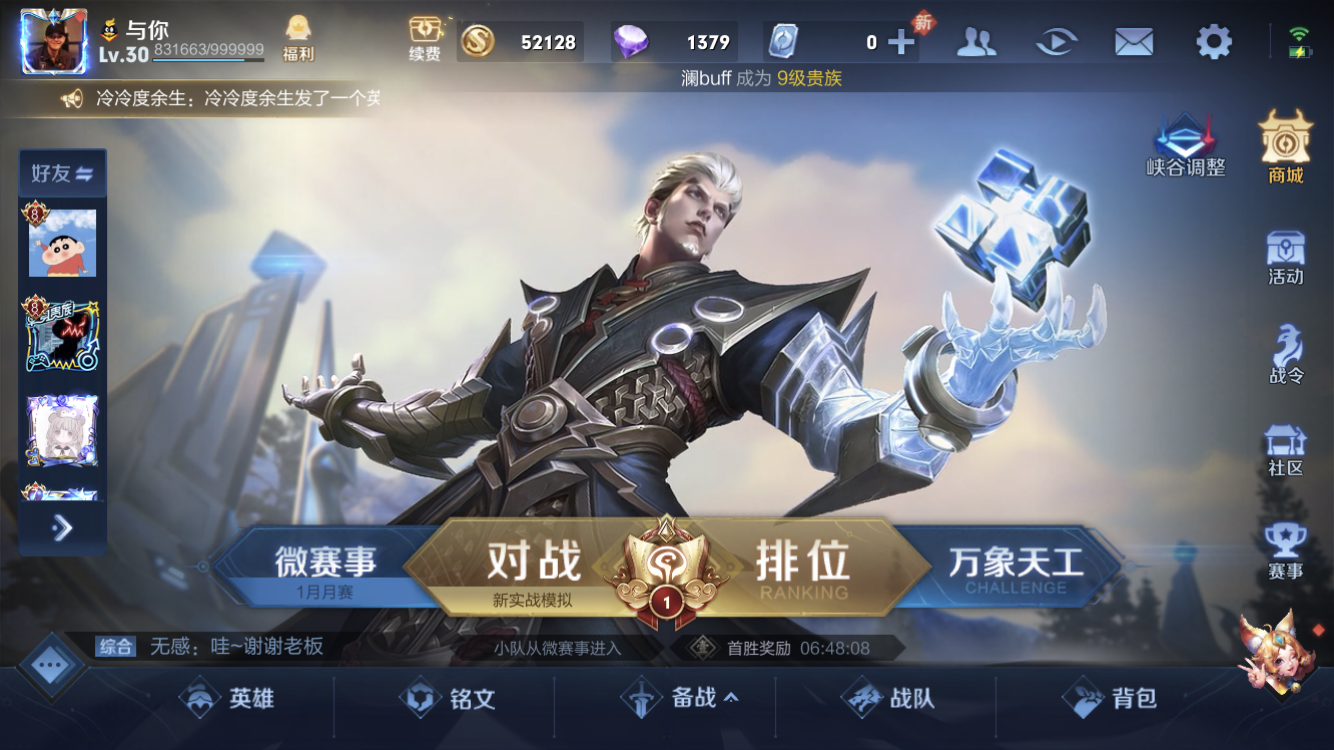 与你
Lv.30 831663/999999
福利
续费
52128
1379
0
新
澜buff 成为 9级贵族
冷冷度余生：冷冷度余生发了一个英
峡谷调整
商城
好友
8
8
贵族
活动
战令
社区
赛事
微赛事
1月月赛
对战
新实战模拟
1
排位
RANKING
万象天工
CHALLENGE
综合 无感：哇~谢谢老板
小队从微赛事进入
首胜奖励 06:48:08
英雄
铭文
备战
战队
背包